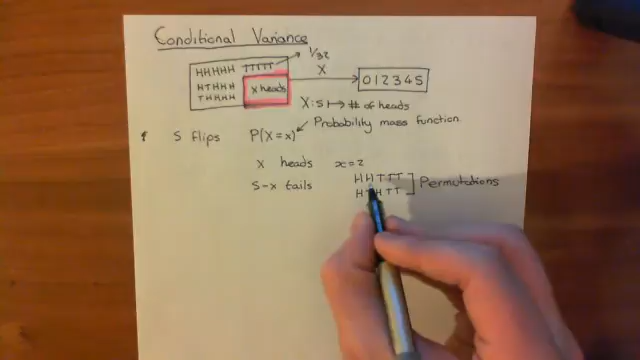 Conditional Variance
HHHHH TTTTT 1/32
X
HTHHH
THHHH x heads
0 1 2 3 4 5
X: S ↦ # of heads
Probability mass function.
5 flips P(X=x)
x heads x=2
5-x tails HHTTT
HTHTT Permutations